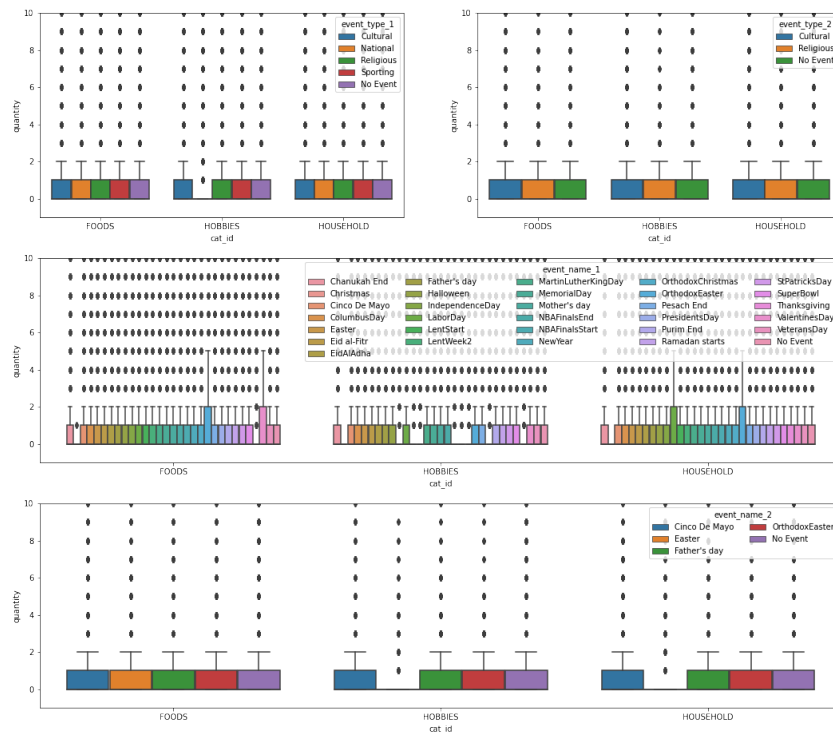 10
8
6
4
2
0
quantity
FOODS
HOBBIES
HOUSEHOLD
cat_id
event_type_1
Cultural
National
Religious
Sporting
No Event
10
8
6
4
2
0
quantity
FOODS
HOBBIES
HOUSEHOLD
cat_id
event_type_2
Cultural
Religious
No Event
10
8
6
4
2
0
quantity
FOODS
HOBBIES
HOUSEHOLD
cat_id
event_name_1
Chanukah End
Christmas
Cinco De Mayo
ColumbusDay
Easter
Eid al-Fitr
EidAlAdha
Father's day
Halloween
IndependenceDay
LaborDay
LentStart
LentWeek2
MartinLutherKingDay
MemorialDay
Mother's day
NBAFinalsEnd
NBAFinalsStart
NewYear
OrthodoxChristmas
OrthodoxEaster
Pesach End
PresidentsDay
Purim End
Ramadan starts
StPatricksDay
SuperBowl
Thanksgiving
ValentinesDay
VeteransDay
No Event
10
8
6
4
2
0
quantity
FOODS
HOBBIES
HOUSEHOLD
cat_id
event_name_2
Cinco De Mayo
Easter
Father's day
OrthodoxEaster
No Event